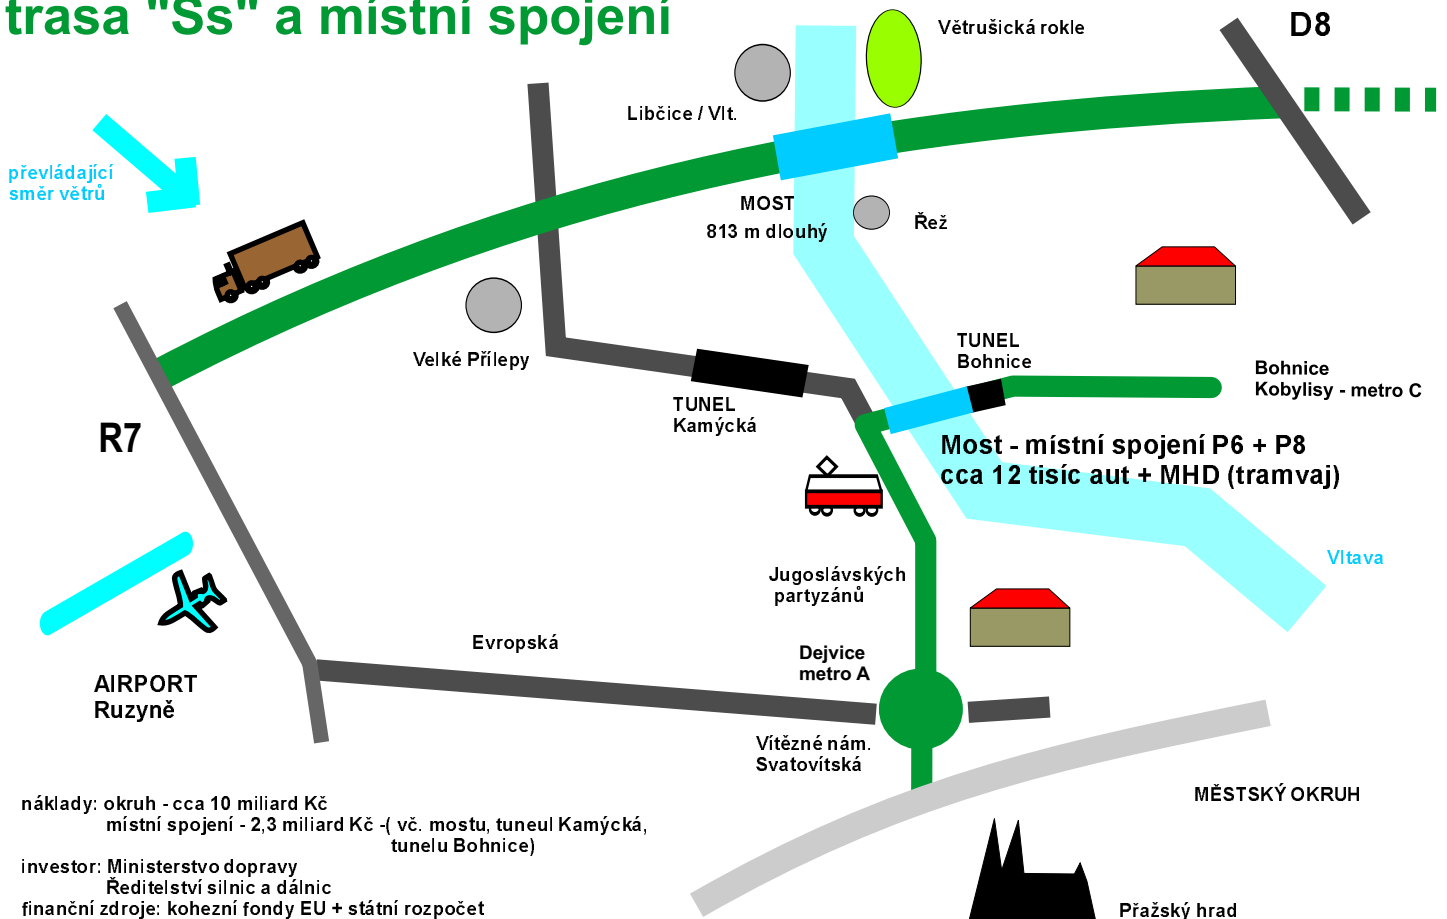 trasa "Ss" a místní spojení
Větrušická rokle
D8
Libčice / Vlt.
převládající
směr větrů
MOST
813 m dlouhý
Řež
Velké Přílepy
TUNEL
Bohnice
Bohnice
Kobylisy - metro C
TUNEL
Kamýcká
R7
Most - místní spojení P6 + P8
cca 12 tisíc aut + MHD (tramvaj)
Vltava
Jugoslávských
partyzánů
Evropská
Dejvice
metro A
AIRPORT
Ruzyně
Vítězné nám.
Svatovítská
MĚSTSKÝ OKRUH
náklady: okruh - cca 10 miliard Kč
místní spojení - 2,3 miliard Kč -( vč. mostu, tuneul Kamýcká,
tunelu Bohnice)
investor: Ministerstvo dopravy
Ředitelství silnic a dálnic
finanční zdroje: kohezní fondy EU + státní rozpočet
Přažský hrad